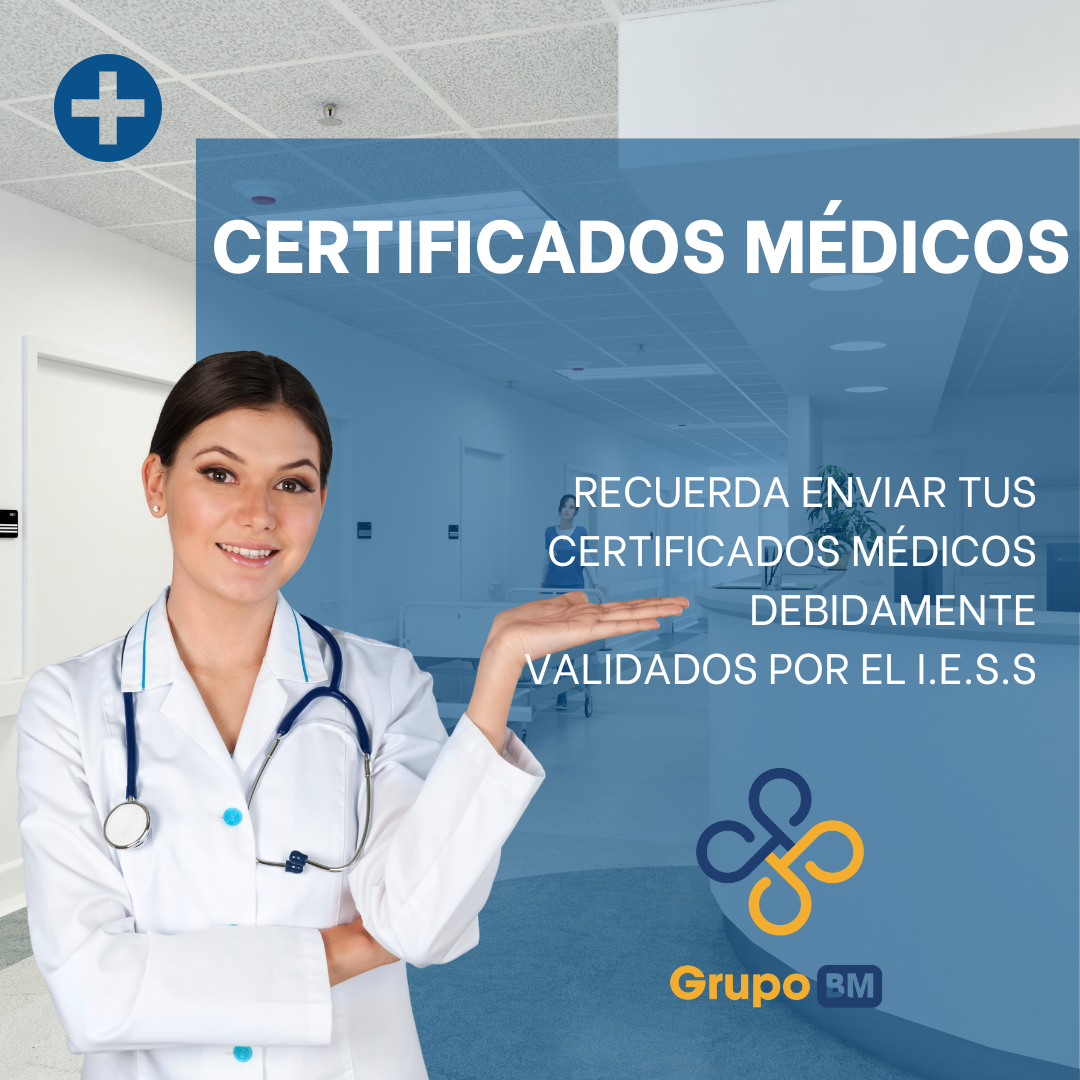 CERTIFICADOS MÉDICOS
RECUERDA ENVIAR TUS
CERTIFICADOS MÉDICOS
DEBIDAMENTE
VALIDADOS POR EL I.E.S.S
Grupo BM